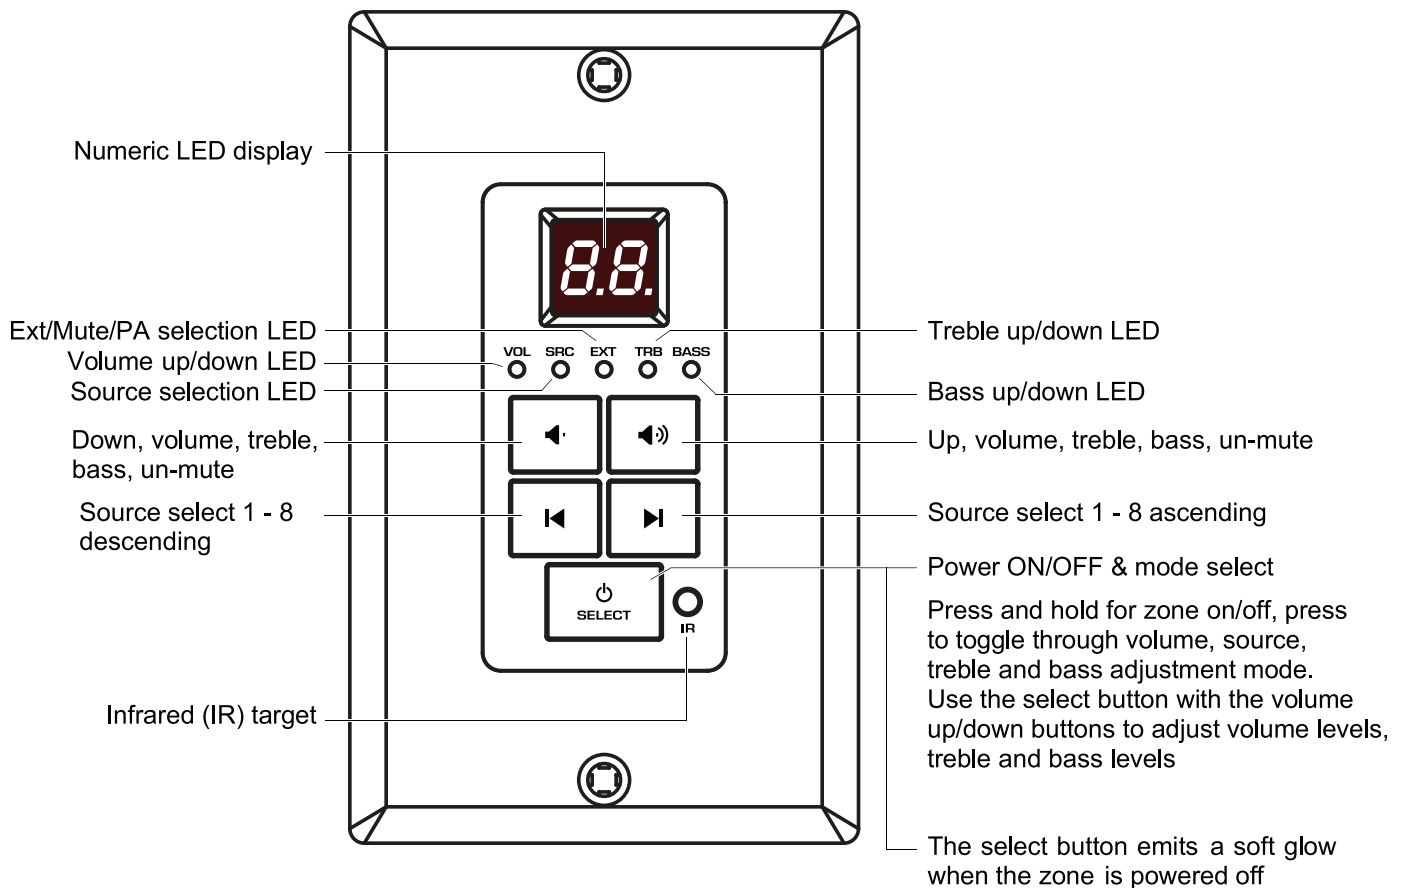 Numeric LED display
8.8.
Ext/Mute/PA selection LED
Volume up/down LED
Source selection LED
Treble up/down LED
VOL SRC EXT TRB BASS
Bass up/down LED
Down, volume, treble,
bass, un-mute
Up, volume, treble, bass, un-mute
Source select 1 - 8
descending
Source select 1 - 8 ascending
SELECT
IR
Power ON/OFF & mode select
Press and hold for zone on/off, press
to toggle through volume, source,
treble and bass adjustment mode.
Use the select button with the volume
up/down buttons to adjust volume levels,
treble and bass levels
Infrared (IR) target
The select button emits a soft glow
when the zone is powered off